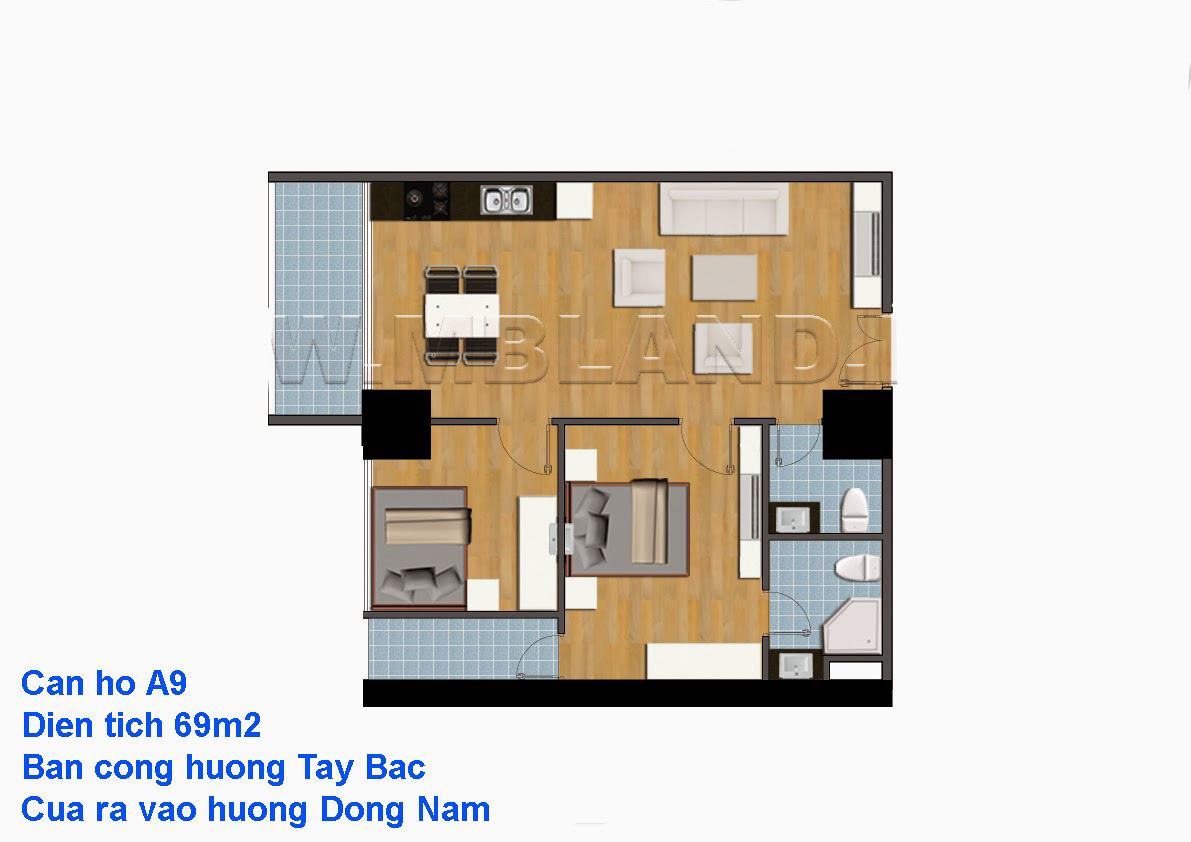 W.MBLAND.
Can ho A9
Dien tich 69m2
Ban cong huong Tay Bac
Cua ra vao huong Dong Nam